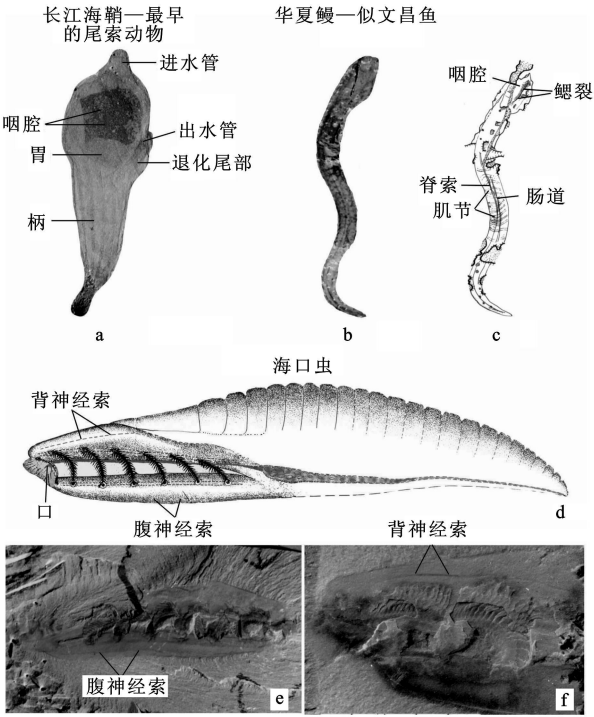 长江海鞘—最早
的尾索动物
进水管
咽腔
出水管
胃
退化尾部
柄
a
华夏鳗—似文昌鱼
咽腔
鳃裂
脊索
肠道
肌节
b
c
海口虫
背神经索
口
腹神经索
d
背神经索
腹神经索
e
f